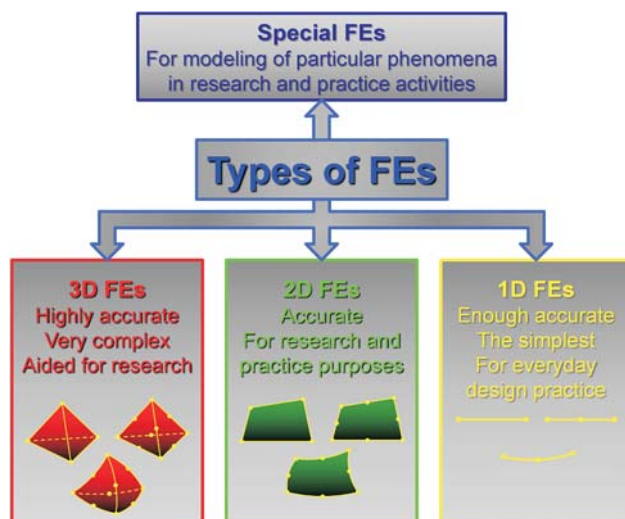 Special FEs
For modeling of particular phenomena
in research and practice activities
Types of FEs
3D FEs
Highly accurate
Very complex
Aided for research
2D FEs
Accurate
For research and
practice purposes
1D FEs
Enough accurate
The simplest
For everyday
design practice